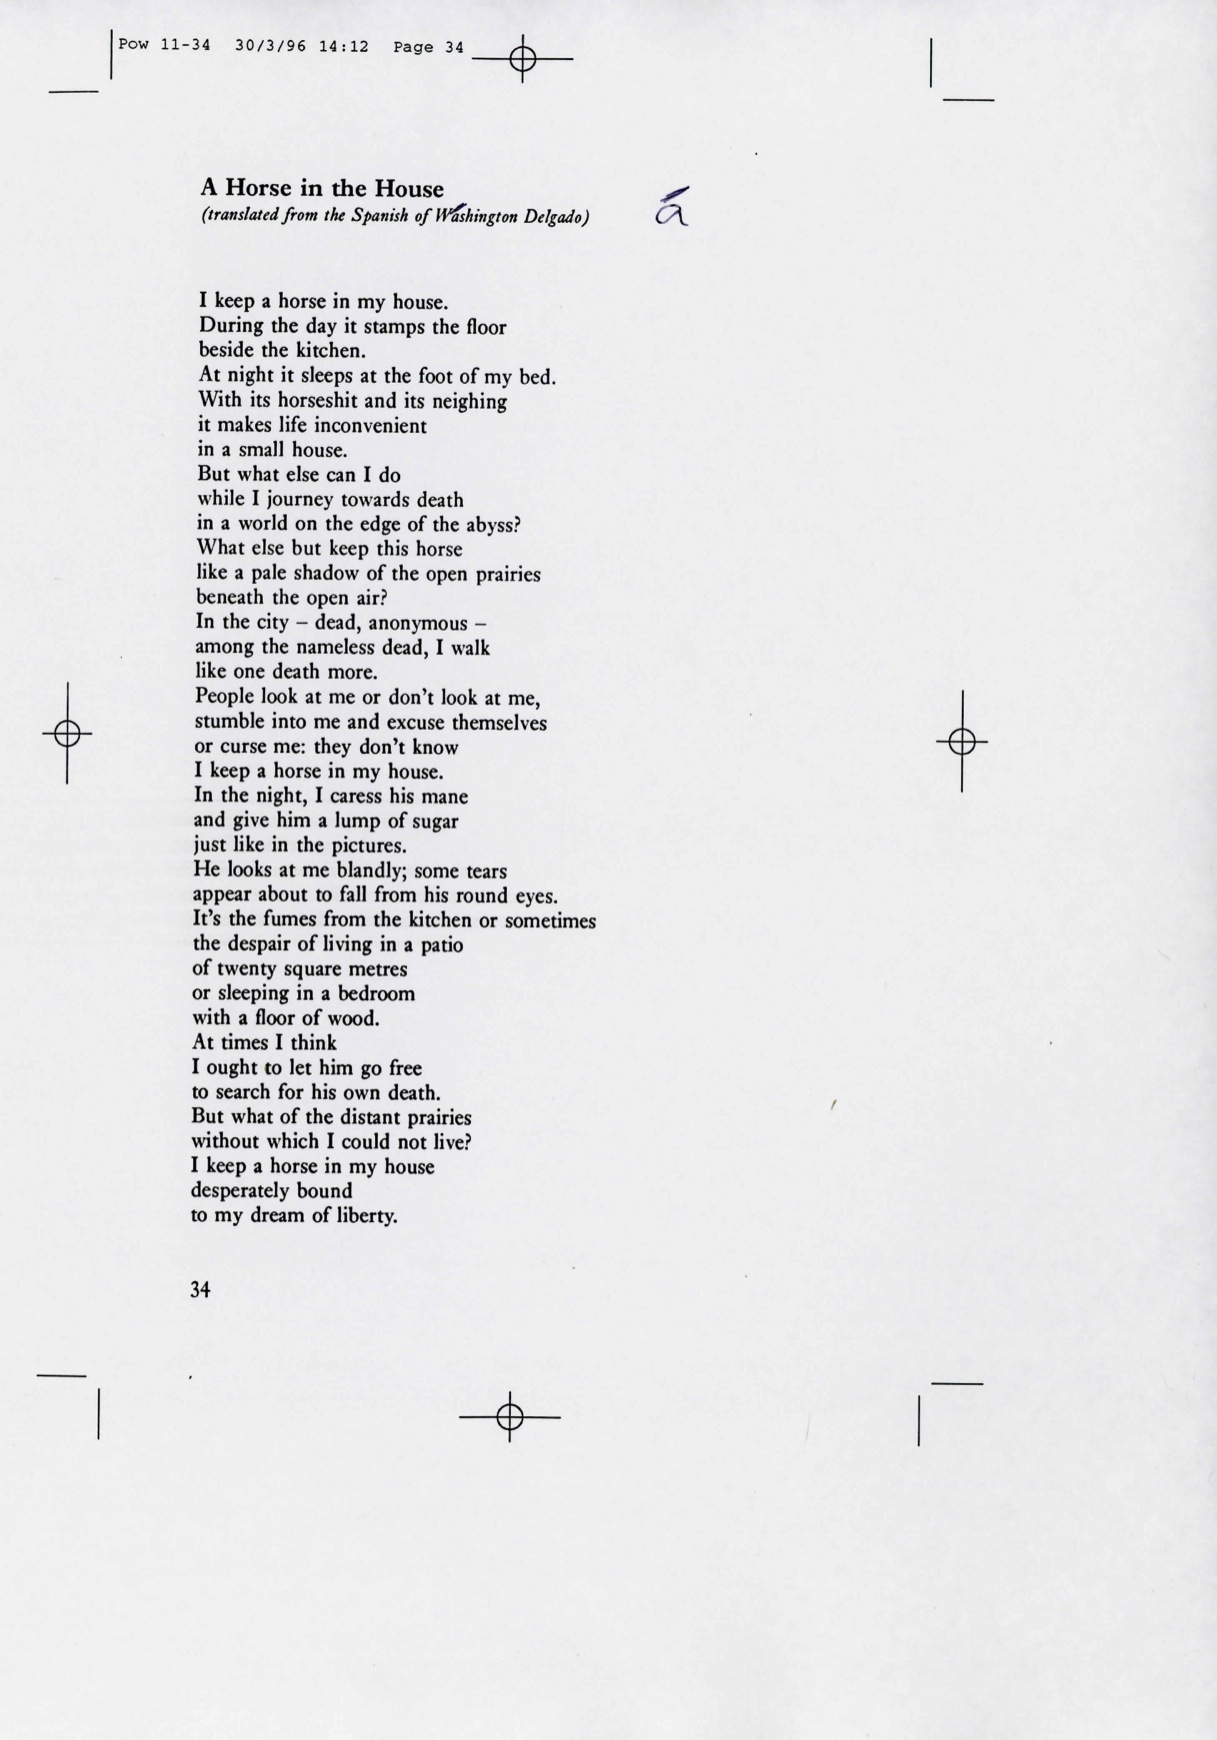 Pow 11-34 30/3/96 14:12 Page 34
A Horse in the House
(translated from the Spanish of Wáshington Delgado)
á
I keep a horse in my house.
During the day it stamps the floor
beside the kitchen.
At night it sleeps at the foot of my bed.
With its horseshit and its neighing
it makes life inconvenient
in a small house.
But what else can I do
while I journey towards death
in a world on the edge of the abyss?
What else but keep this horse
like a pale shadow of the open prairies
beneath the open air?
In the city – dead, anonymous –
among the nameless dead, I walk
like one death more.
People look at me or don't look at me,
stumble into me and excuse themselves
or curse me: they don't know
I keep a horse in my house.
In the night, I caress his mane
and give him a lump of sugar
just like in the pictures.
He looks at me blandly; some tears
appear about to fall from his round eyes.
It's the fumes from the kitchen or sometimes
the despair of living in a patio
of twenty square metres
or sleeping in a bedroom
with a floor of wood.
At times I think
I ought to let him go free
to search for his own death.
But what of the distant prairies
without which I could not live?
I keep a horse in my house
desperately bound
to my dream of liberty.
34